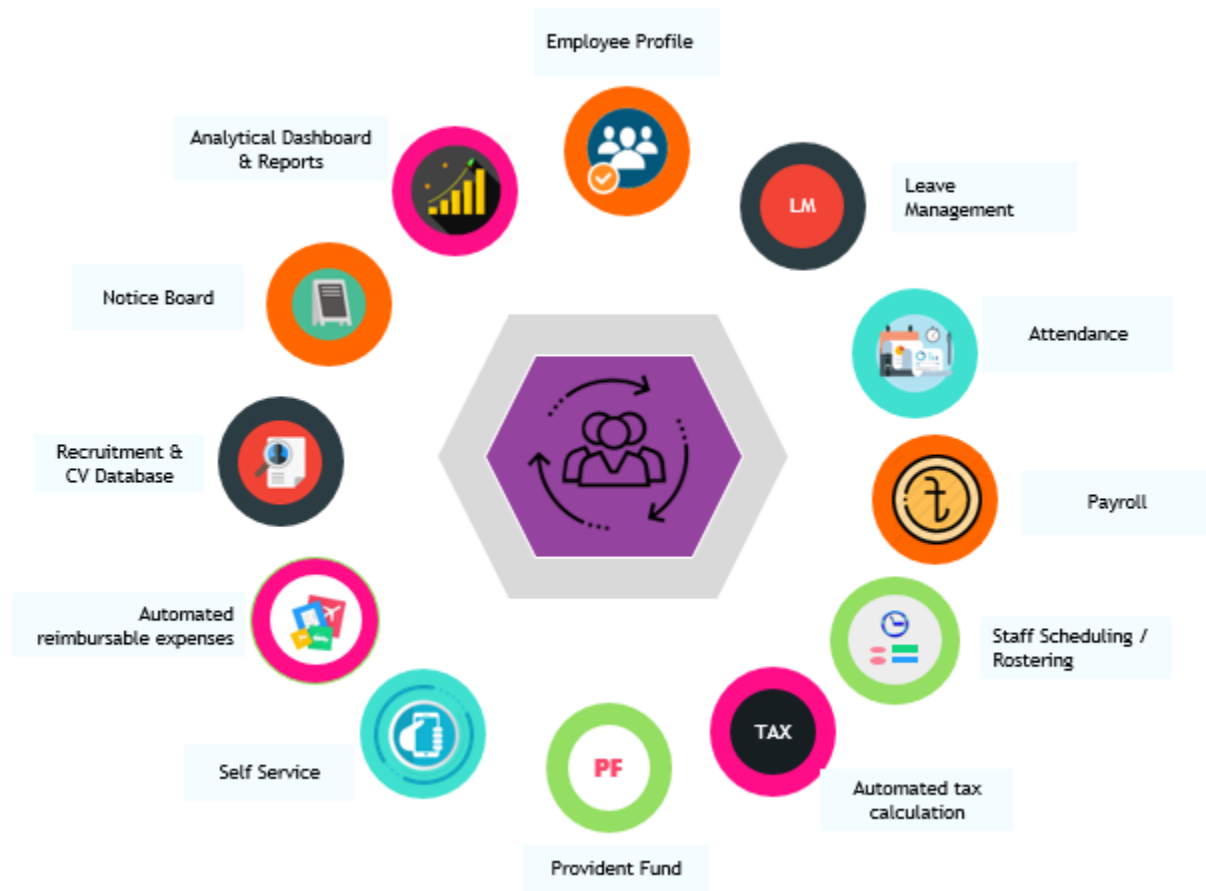 Employee Profile
Analytical Dashboard
& Reports
LM
Leave
Management
Notice Board
Attendance
Recruitment &
CV Database
Payroll
Automated
reimbursable expenses
Staff Scheduling /
Rostering
TAX
Self Service
PF
Automated tax
calculation
Provident Fund